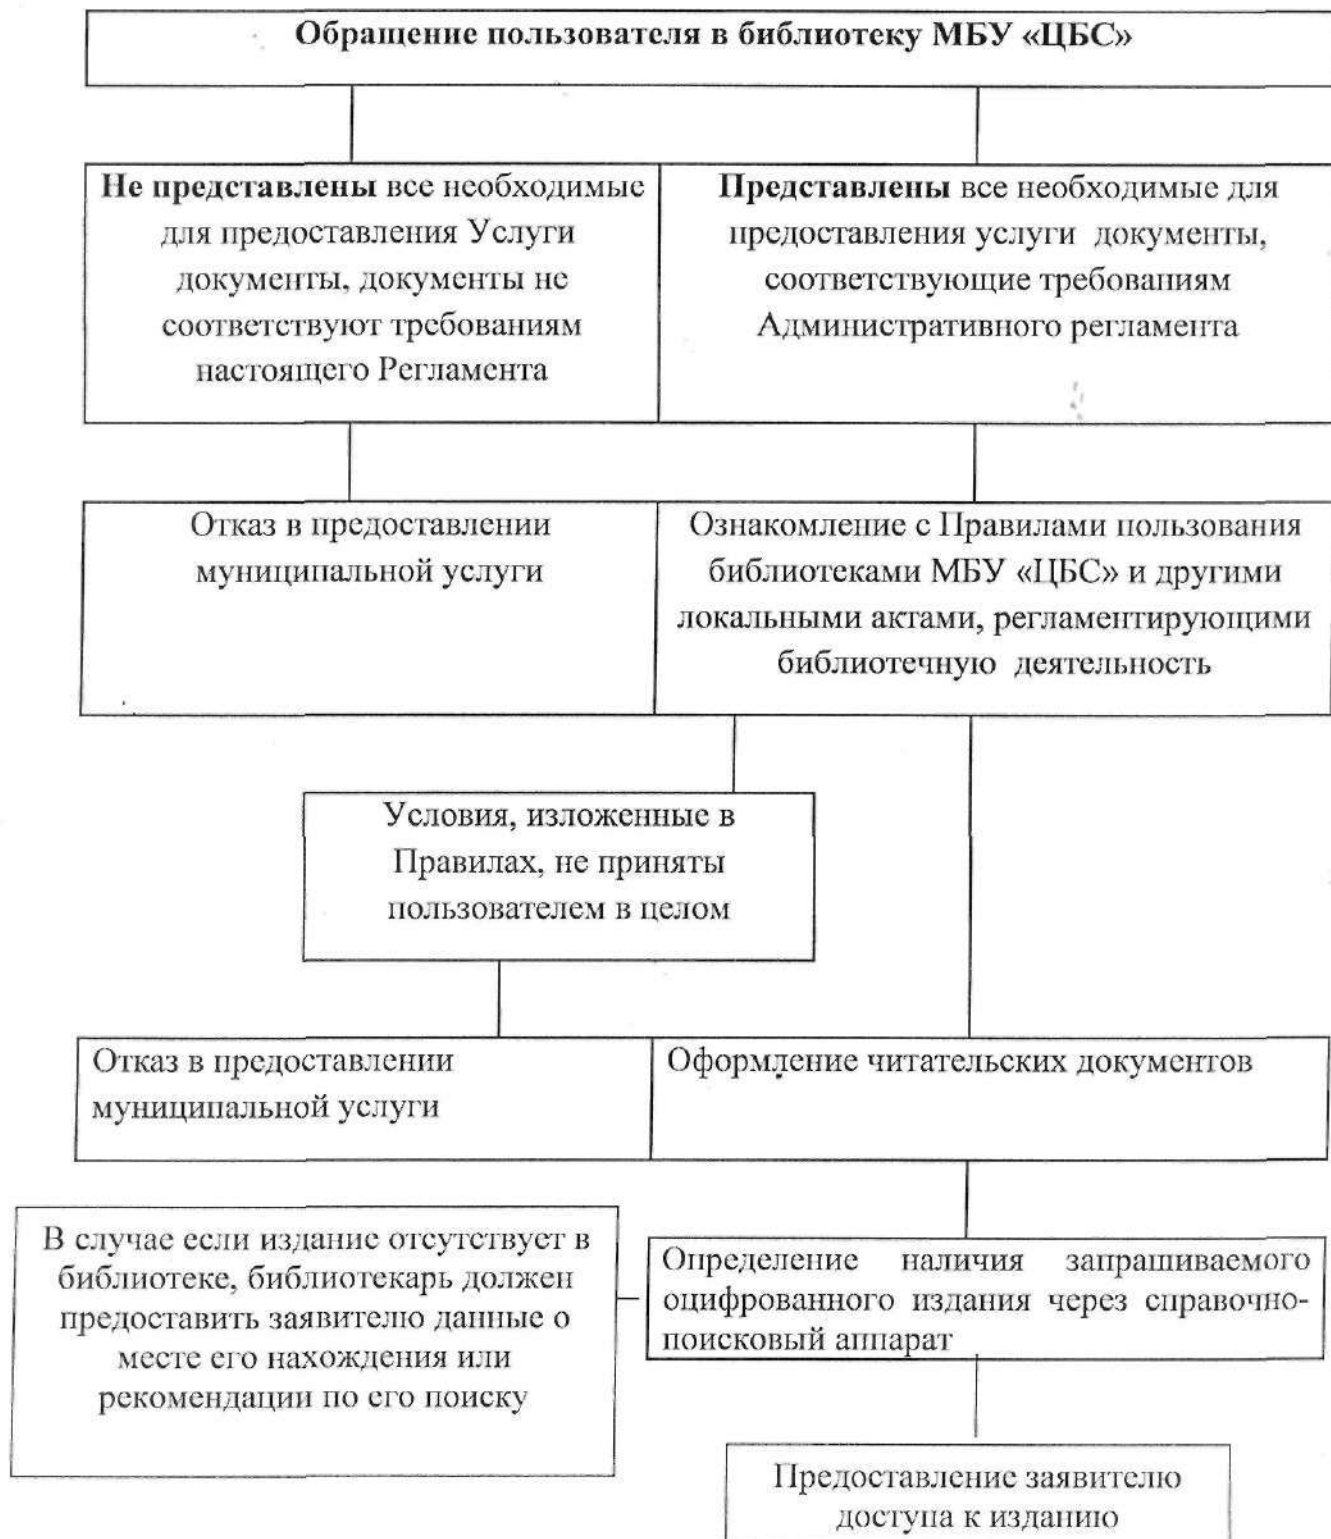 Обращение пользователя в библиотеку МБУ «ЦБС»
Не представлены все необходимые
для предоставления Услуги
документы, документы не
соответствуют требованиям
настоящего Регламента
Представлены все необходимые для
предоставления услуги документы,
соответствующие требованиям
Административного регламента
Отказ в предоставлении
муниципальной услуги
Ознакомление с Правилами пользования
библиотеками МБУ «ЦБС» и другими
локальными актами, регламентирующими
библиотечную деятельность
Условия, изложенные в
Правилах, не приняты
пользователем в целом
Отказ в предоставлении
муниципальной услуги
Оформление читательских документов
В случае если издание отсутствует в
библиотеке, библиотекарь должен
предоставить заявителю данные о
месте его нахождения или
рекомендации по его поиску
Определение наличия запрашиваемого
оцифрованного издания через справочно-
поисковый аппарат
Предоставление заявителю
доступа к изданию